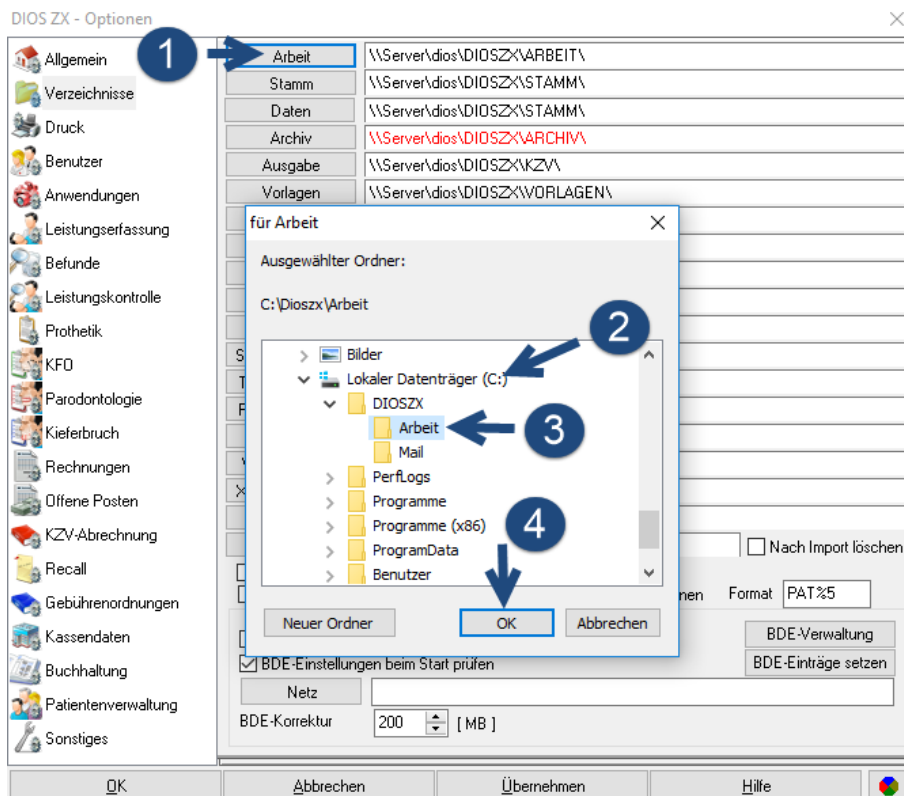 DIOS ZX - Optionen
1
Allgemein
Verzeichnisse
Druck
Benutzer
Anwendungen
Leistungserfassung
Befunde
Leistungskontrolle
Prothetik
KFO
Parodontologie
Kieferbruch
Rechnungen
Offene Posten
KZV-Abrechnung
Recall
Gebührenordnungen
Kassendaten
Buchhaltung
Patientenverwaltung
Sonstiges
Arbeit \\Server\dios\DIOSZX\ARBEIT\
Stamm \\Server\dios\DIOSZX\STAMM\
Daten \\Server\dios\DIOSZX\STAMM\
Archiv \\Server\dios\DIOSZX\ARCHIV\
Ausgabe \\Server\dios\DIOSZX\KZV\
Vorlagen \\Server\dios\DIOSZX\VORLAGEN\
für Arbeit
Ausgewählter Ordner:
C:\Dioszx\Arbeit
2
Bilder
Lokaler Datenträger (C:)
DIOSZX
Arbeit
3
Mail
PerfLogs
Programme
Programme (x86)
4
ProgramData
Benutzer
Neuer Ordner OK Abbrechen
Nach Import löschen
nen Format PAT%5
BDE-Verwaltung
BDE-Einstellungen beim Start prüfen BDE-Einträge setzen
Netz
BDE-Korrektur 200 [ MB ]
OK Abbrechen Übernehmen Hilfe